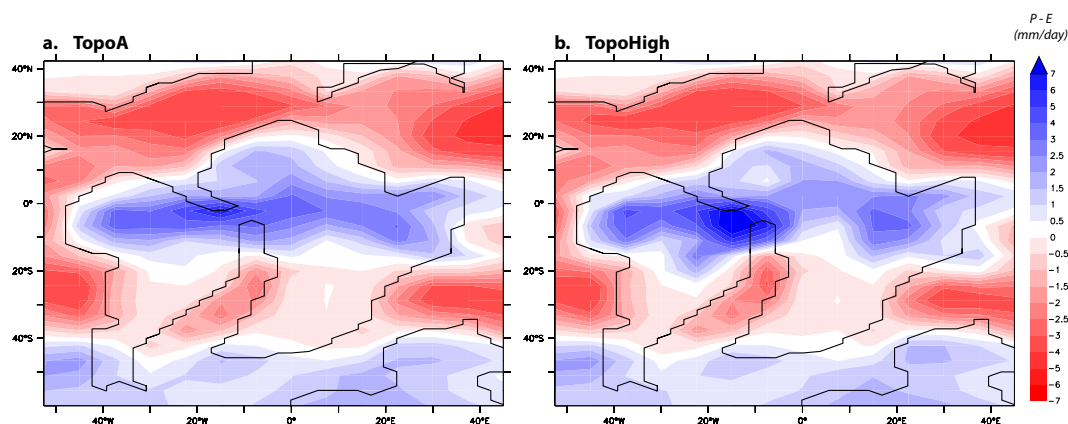 P - E
(mm/day)
a. TopoA
b. TopoHigh
40°N
20°N
0°
20°S
40°S
40°W
20°W
0°
20°E
40°E
40°N
20°N
0°
20°S
40°S
40°W
20°W
0°
20°E
40°E
7
6
5
4
3
2.5
2
1.5
1
0.5
0
−0.5
−1
−1.5
−2
−2.5
−3
−4
−5
−6
−7